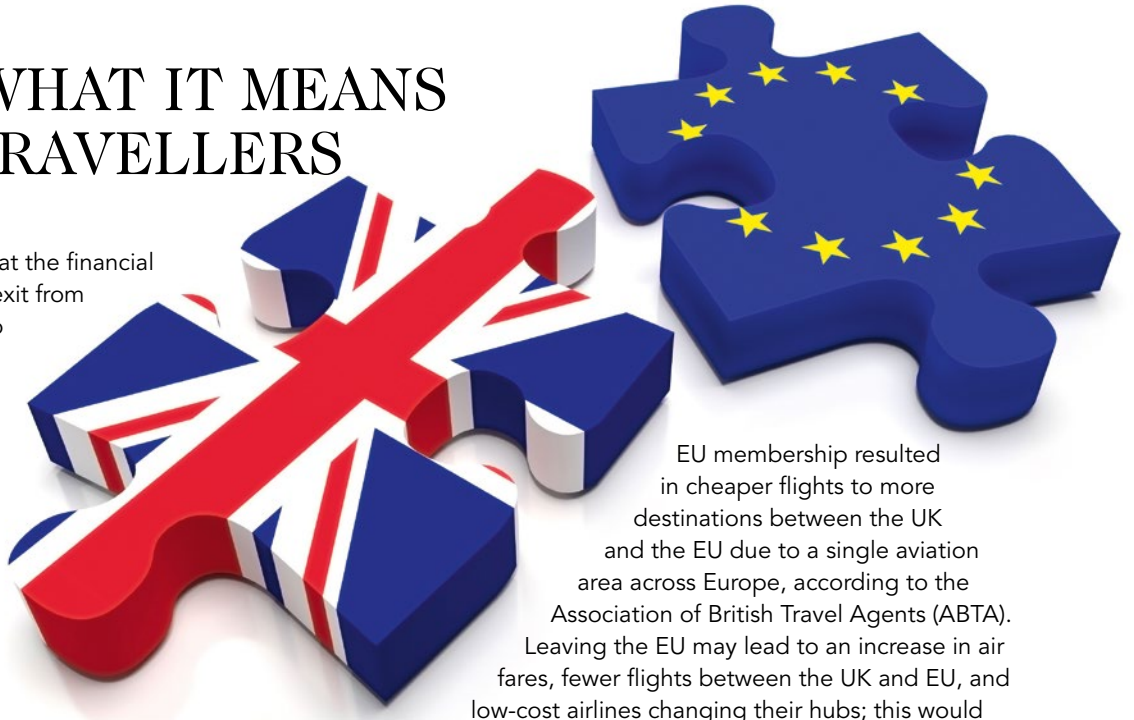 WHAT IT MEANS
RAVELLERS
at the financial
exit from
EU membership resulted
in cheaper flights to more
destinations between the UK
and the EU due to a single aviation
area across Europe, according to the
Association of British Travel Agents (ABTA).
Leaving the EU may lead to an increase in air
fares, fewer flights between the UK and EU, and
low-cost airlines changing their hubs; this would